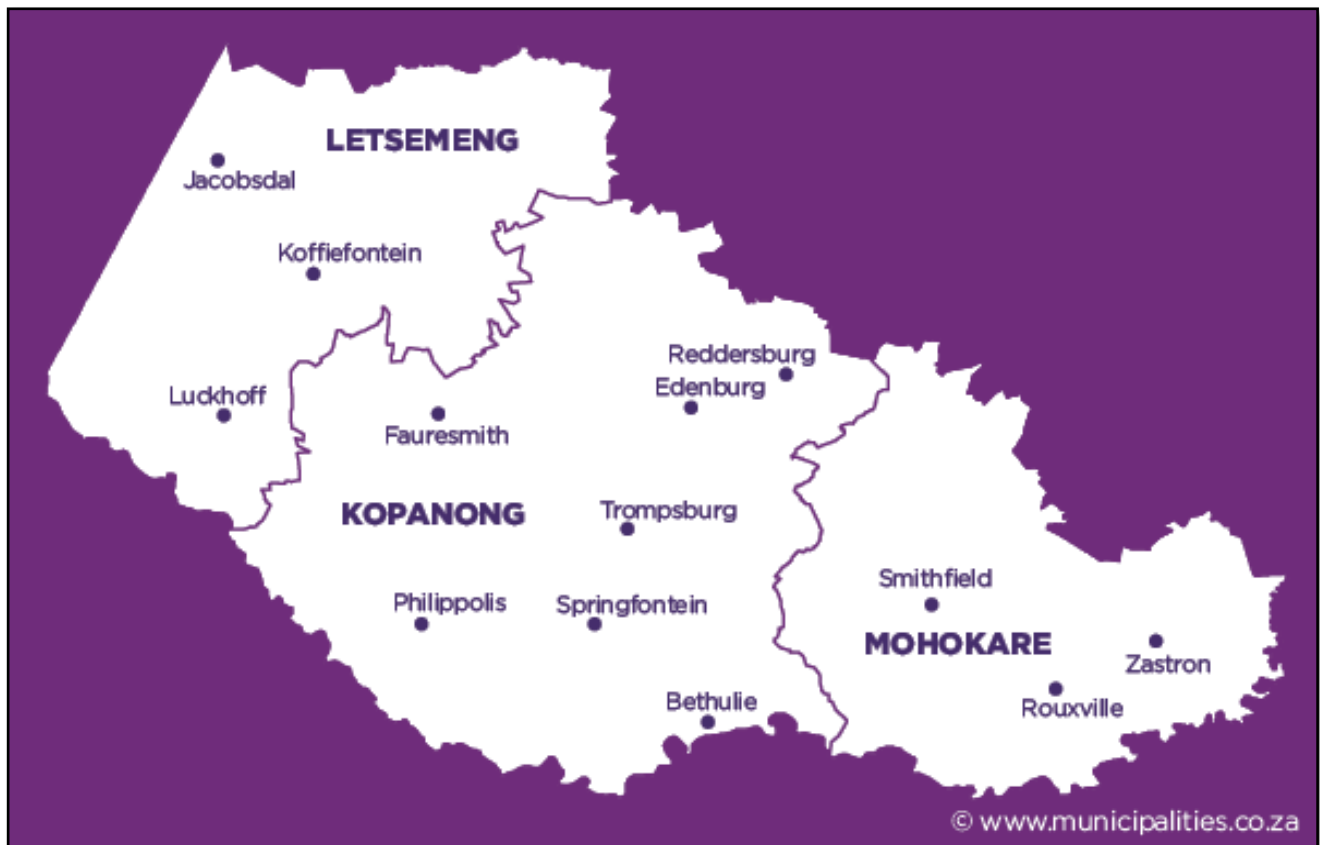 LETSEMENG
Jacobsdal
Koffiefontein
Luckhoff
Reddersburg
Edenburg
Fauresmith
KOPANONG
Trompsburg
Philippolis
Springfontein
Bethulie
Smithfield
MOHOKARE
Zastron
Rouxville
© www.municipalities.co.za